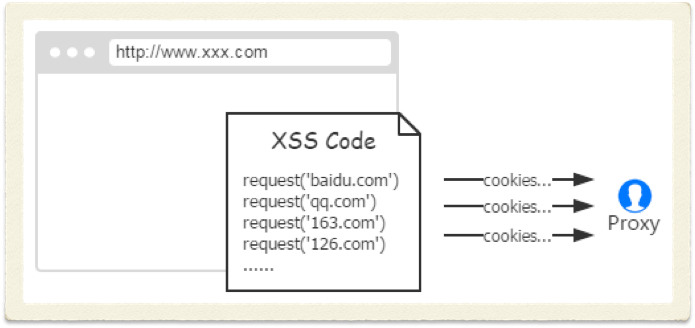 http://www.xxx.com
XSS Code
request('baidu.com')
request('qq.com')
request('163.com')
request('126.com')
......
cookies...
cookies...
cookies...
Proxy